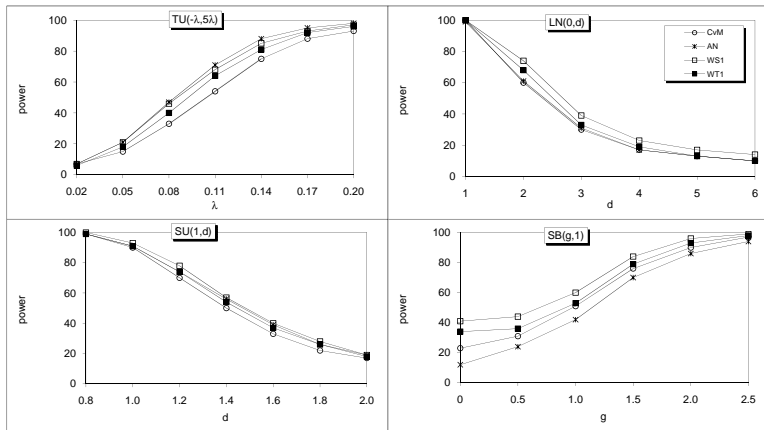 TU(-λ,5λ)
power
100
80
60
40
20
0
0.02 0.05 0.08 0.11 0.14 0.17 0.20
λ
LN(0,d)
CvM
AN
WS1
WT1
power
100
80
60
40
20
0
1 2 3 4 5 6
d
SU(1,d)
power
100
80
60
40
20
0
0.8 1.0 1.2 1.4 1.6 1.8 2.0
d
SB(g,1)
power
100
80
60
40
20
0
0 0.5 1.0 1.5 2.0 2.5
g